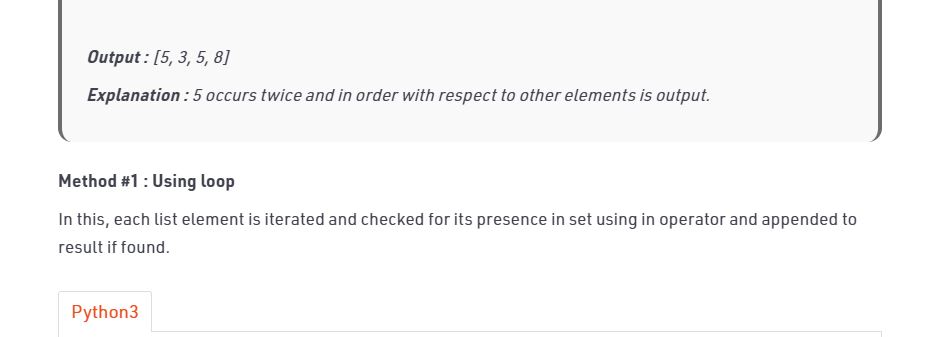 Output : [5, 3, 5, 8]
Explanation : 5 occurs twice and in order with respect to other elements is output.
Method #1 : Using loop
In this, each list element is iterated and checked for its presence in set using in operator and appended to
result if found.
Python3